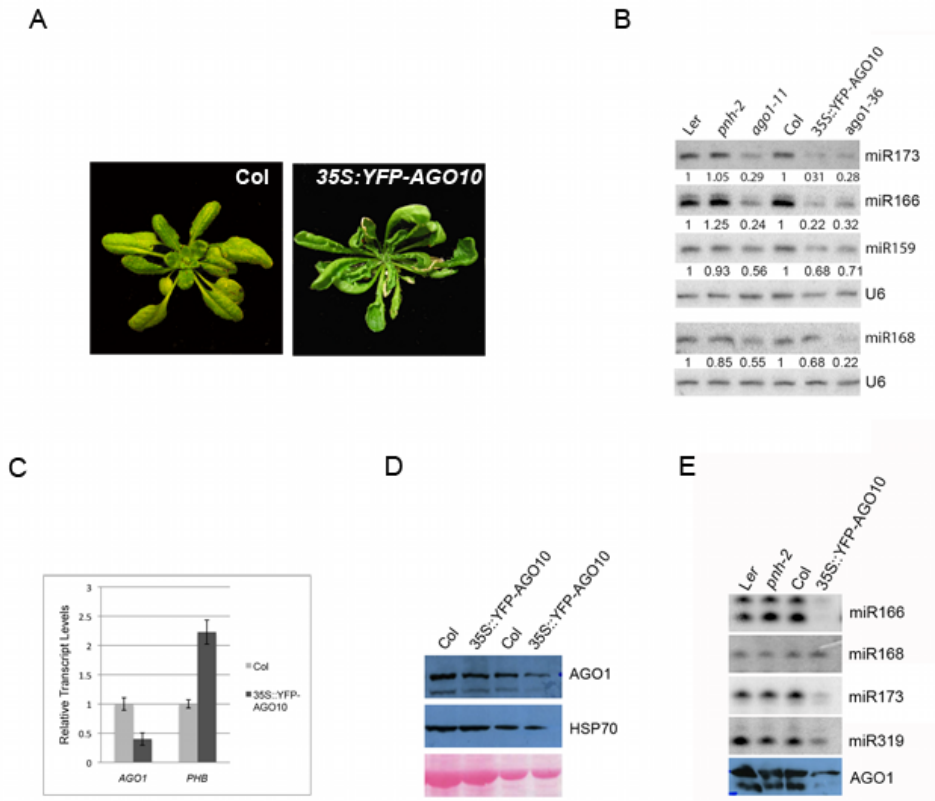 A
B
Col
35S:YFP-AGO10
Ler
pnh-2
ago1-11
Col
35S::YFP-AGO10
ago1-36
miR173
1 1.05 0.29 1 031 0.28
miR166
1 1.25 0.24 1 0.22 0.32
miR159
1 0.93 0.56 1 0.68 0.71
U6
miR168
1 0.85 0.55 1 0.68 0.22
U6
C
D
E
Relative Transcript Levels
3
2.5
2
1.5
1
0.5
0
AGO1
PHB
Col
35S::YFP-
AGO10
Col
35S::YFP-AGO10
Col
35S::YFP-AGO10
AGO1
HSP70
Ler
pnh-2
Col
35S::YFP-AGO10
miR166
miR168
miR173
miR319
AGO1